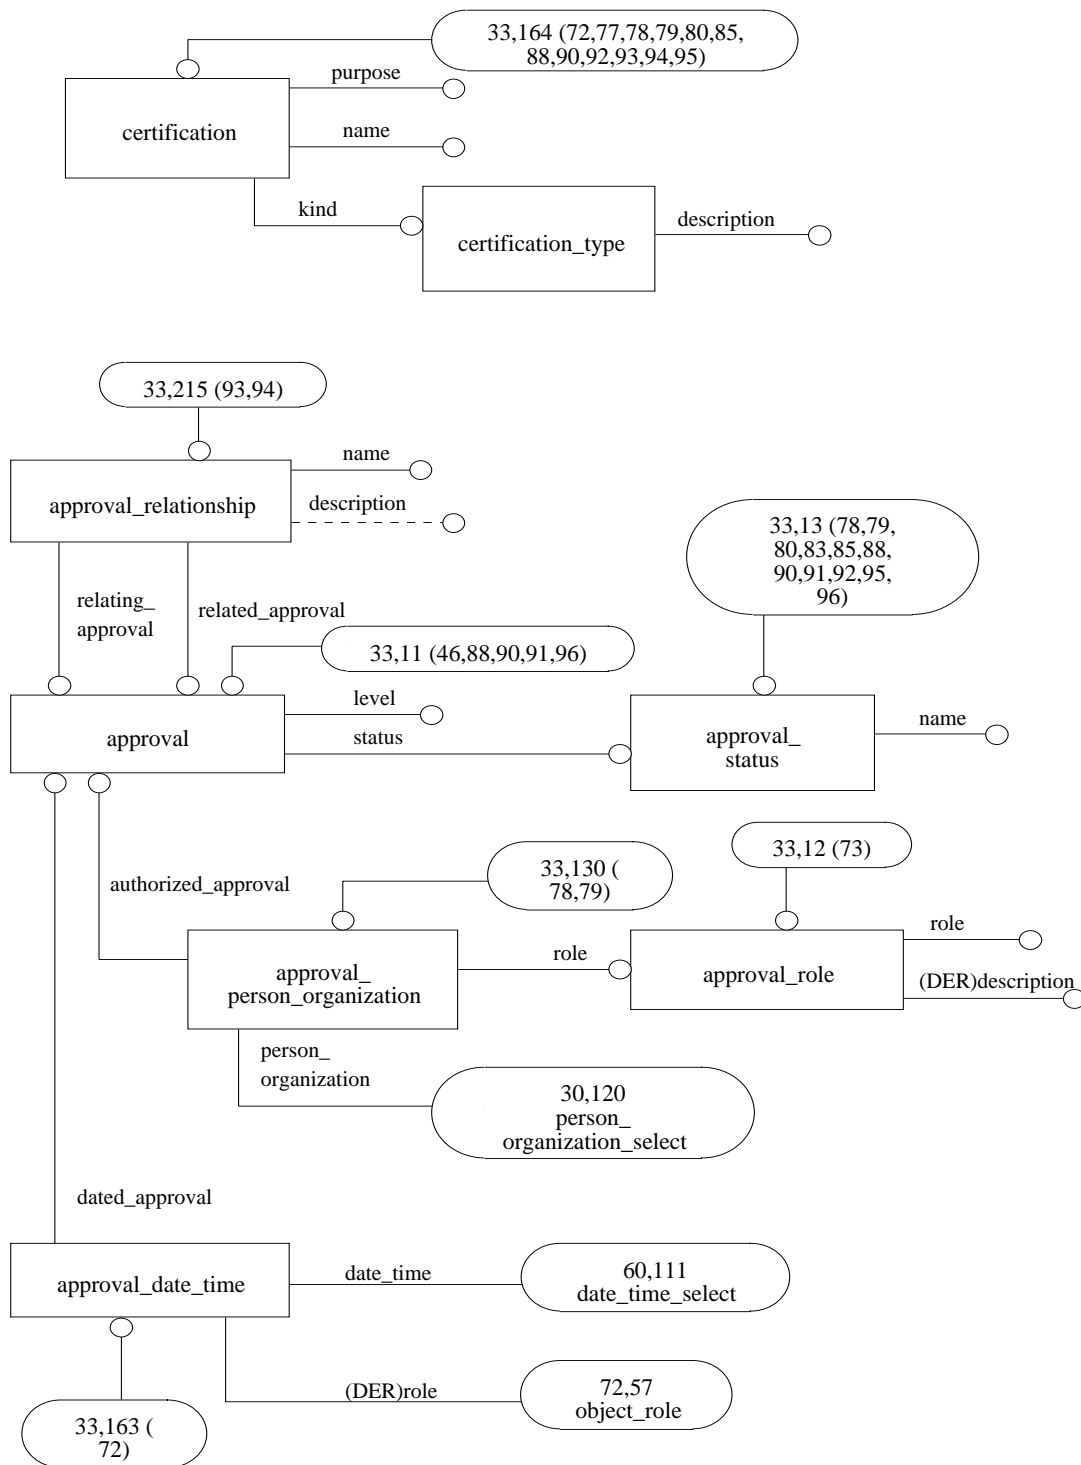 33,164 (72,77,78,79,80,85,
88,90,92,93,94,95)
purpose
certification
name
kind
certification_type
description
33,215 (93,94)
name
approval_relationship
description
33,13 (78,79,
80,83,85,88,
90,91,92,95,
96)
relating_
approval
related_approval
33,11 (46,88,90,91,96)
level
approval
status
approval_
status
name
33,12 (73)
33,130 (
78,79)
authorized_approval
role
approval_
person_organization
role
approval_role
(DER)description
person_
organization
30,120
person_
organization_select
dated_approval
approval_date_time
date_time
60,111
date_time_select
(DER)role
72,57
object_role
33,163 (
72)